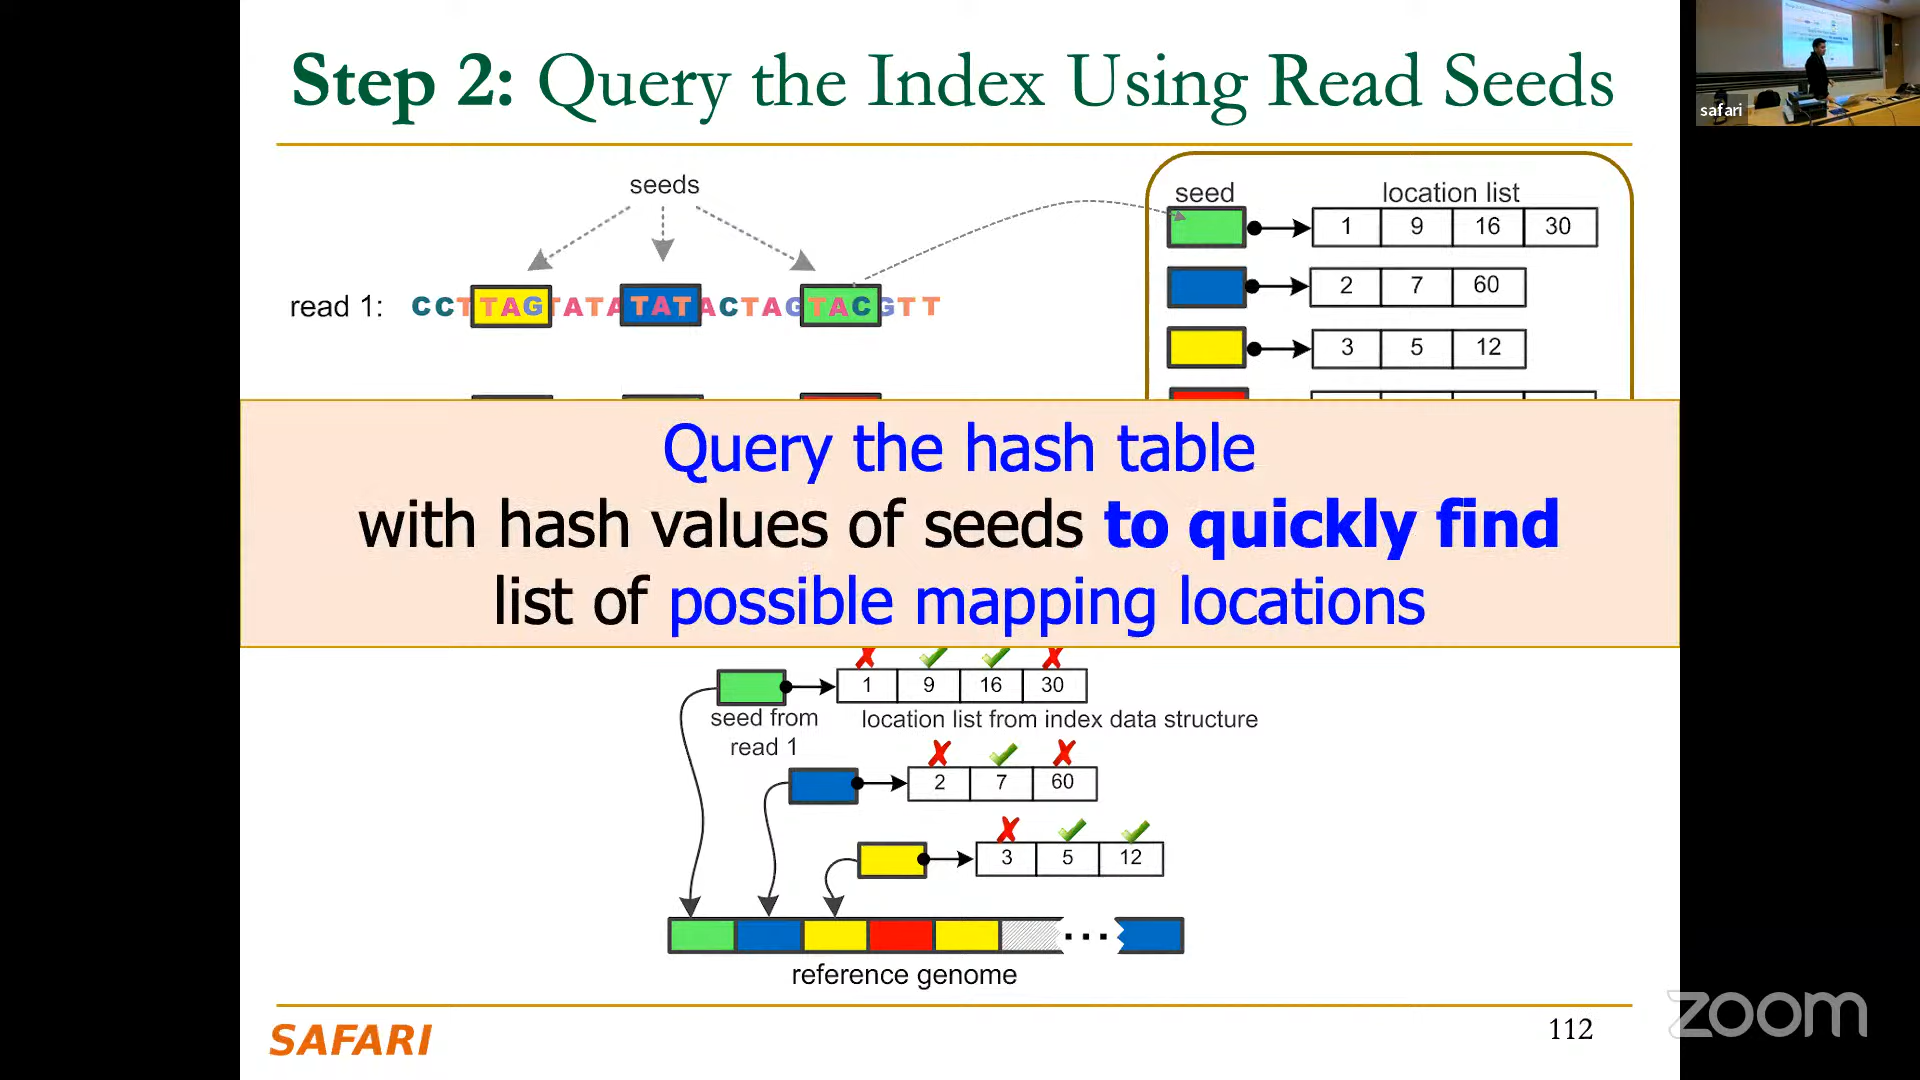 Step 2: Query the Index Using Read Seeds
safari
seeds
seed location list
1 9 16 30
2 7 60
3 5 12
read 1: CCTTAGTATATATACTAGTACGTT
Query the hash table
with hash values of seeds to quickly find
list of possible mapping locations
1 9 16 30
seed from
read 1
location list from index data structure
2 7 60
3 5 12
...
reference genome
SAFARI
112
zoom